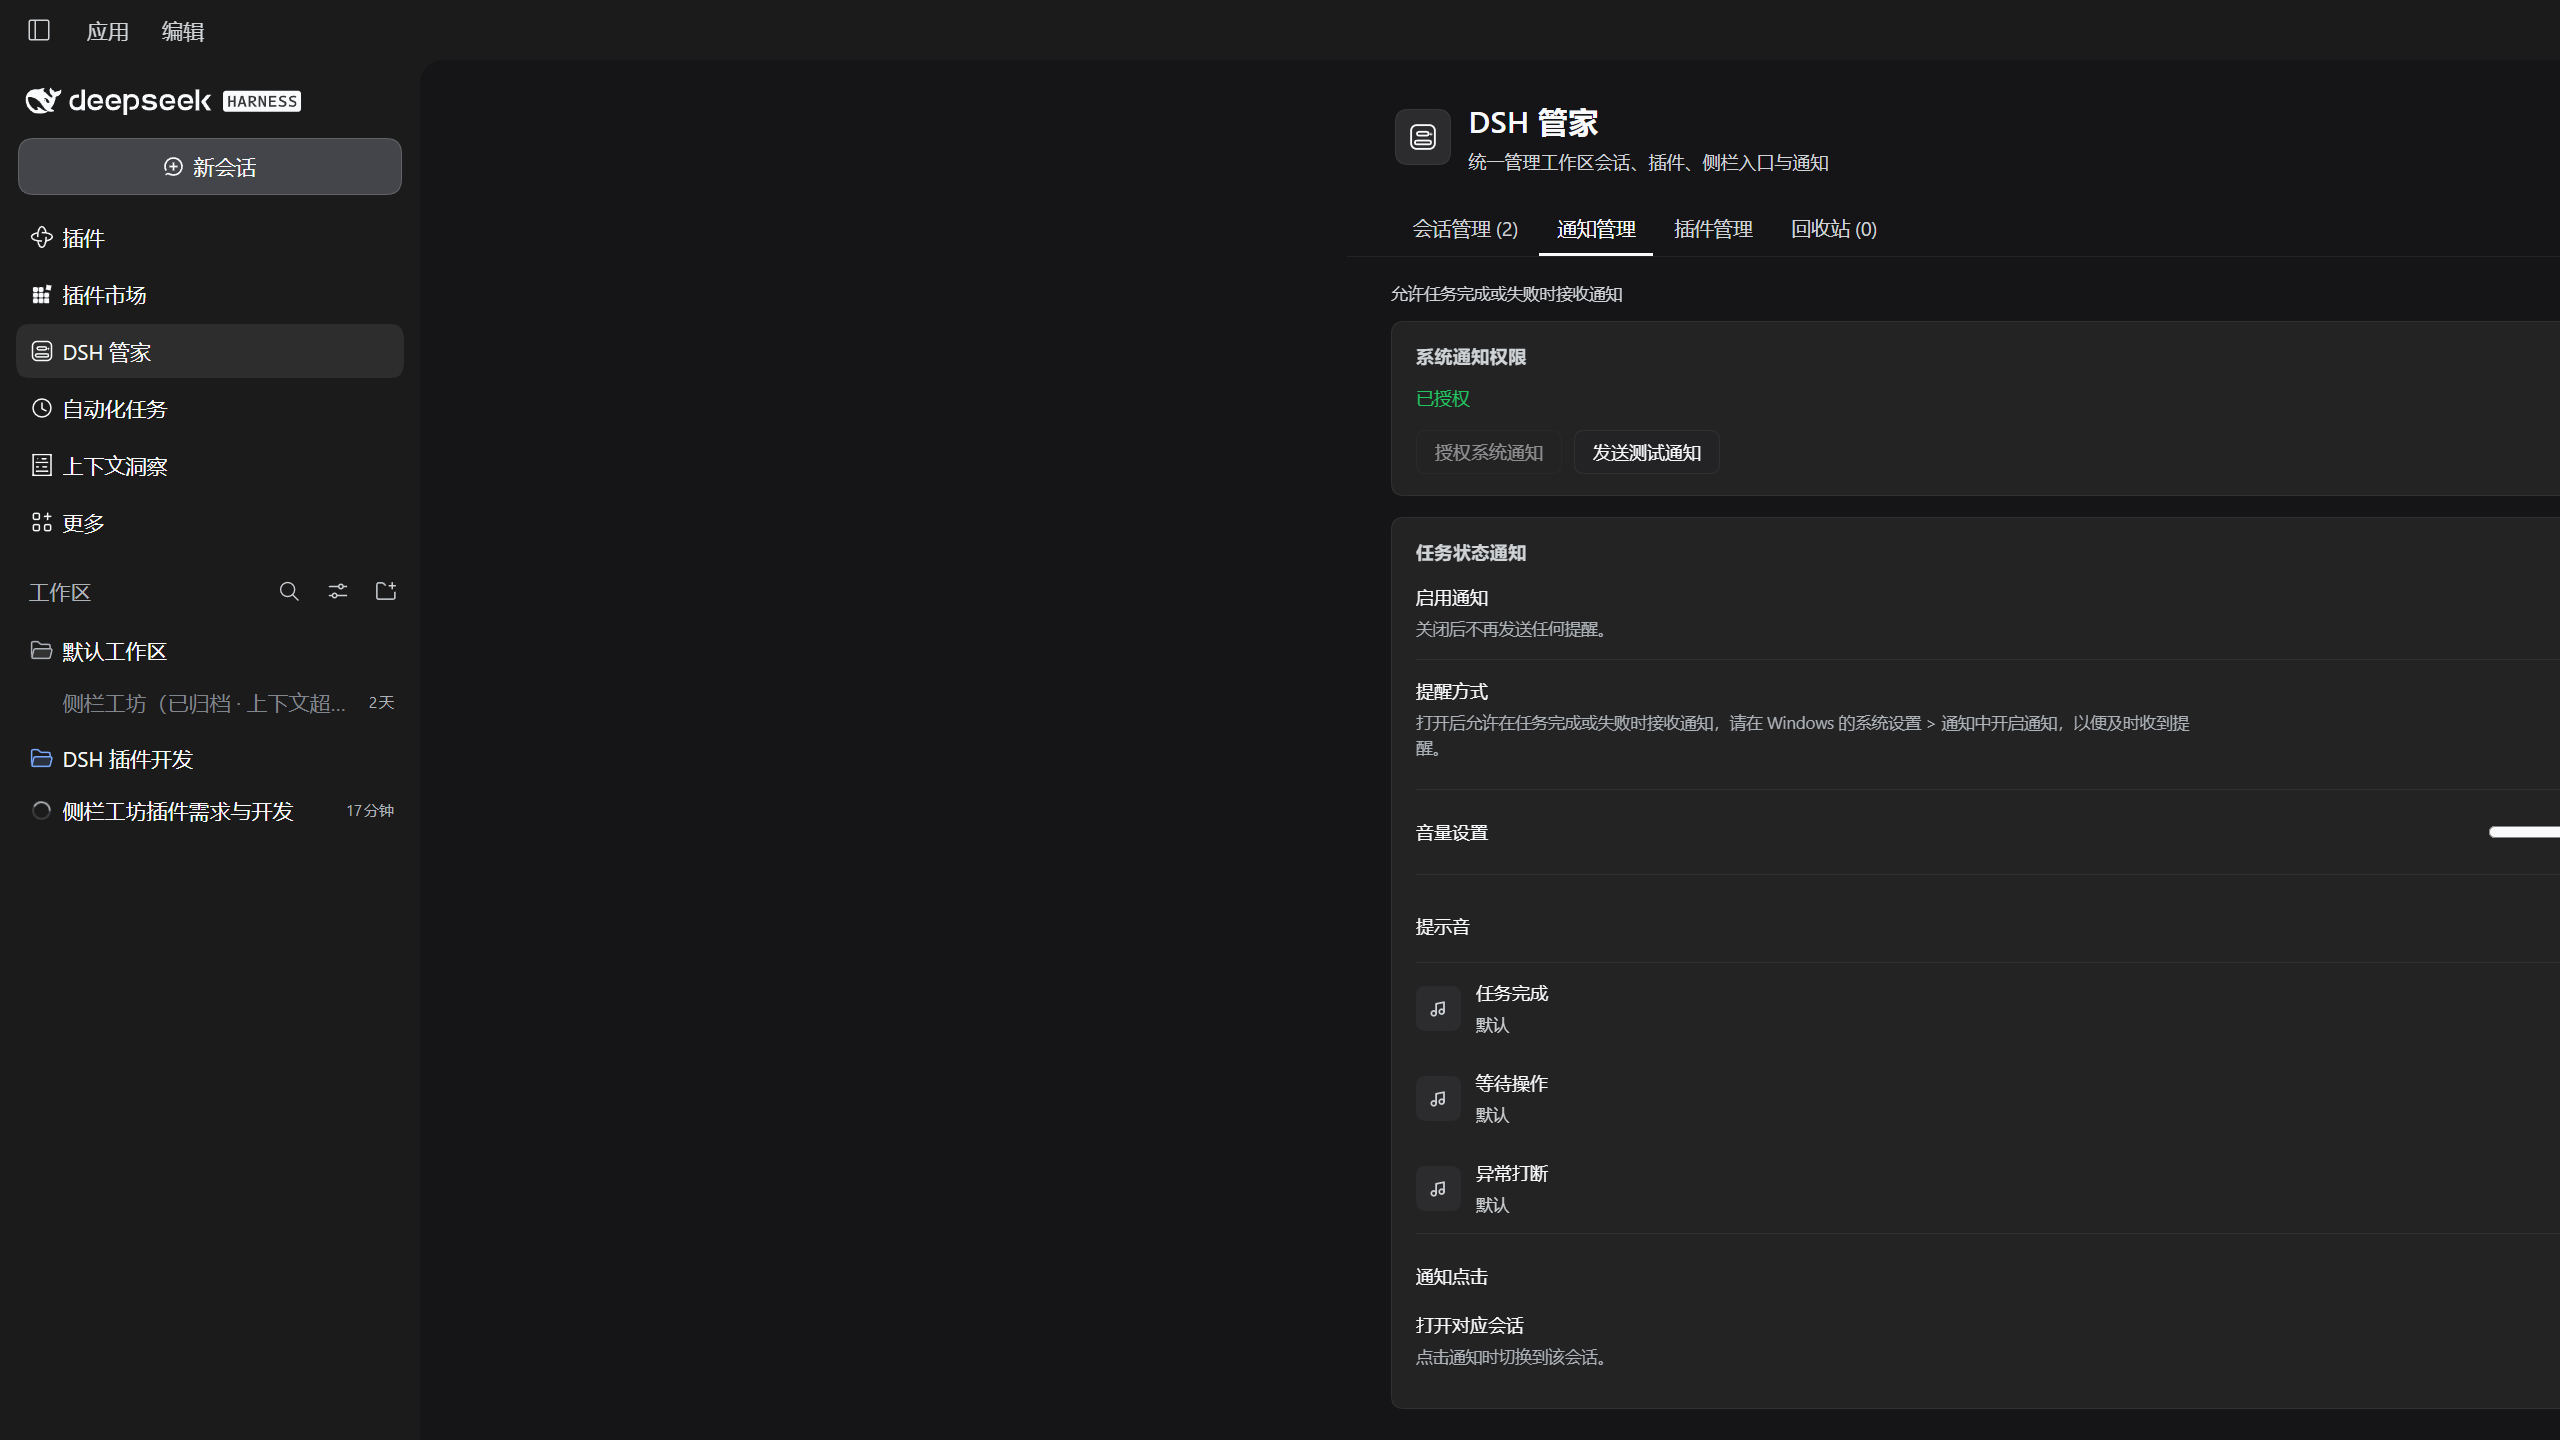 应用 编辑
deepseek HARNESS
新会话
插件
插件市场
DSH 管家
自动化任务
上下文洞察
更多
工作区
默认工作区
侧栏工坊（已归档 · 上下文超... 2天
DSH 插件开发
侧栏工坊插件需求与开发 17分钟
DSH 管家
统一管理工作区会话、插件、侧栏入口与通知
会话管理 (2) 通知管理 插件管理 回收站 (0)
允许任务完成或失败时接收通知
系统通知权限
已授权
授权系统通知 发送测试通知
任务状态通知
启用通知
关闭后不再发送任何提醒。
提醒方式
打开后允许在任务完成或失败时接收通知，请在 Windows 的系统设置 > 通知中开启通知，以便及时收到提
醒。
音量设置
提示音
任务完成
默认
等待操作
默认
异常打断
默认
通知点击
打开对应会话
点击通知时切换到该会话。